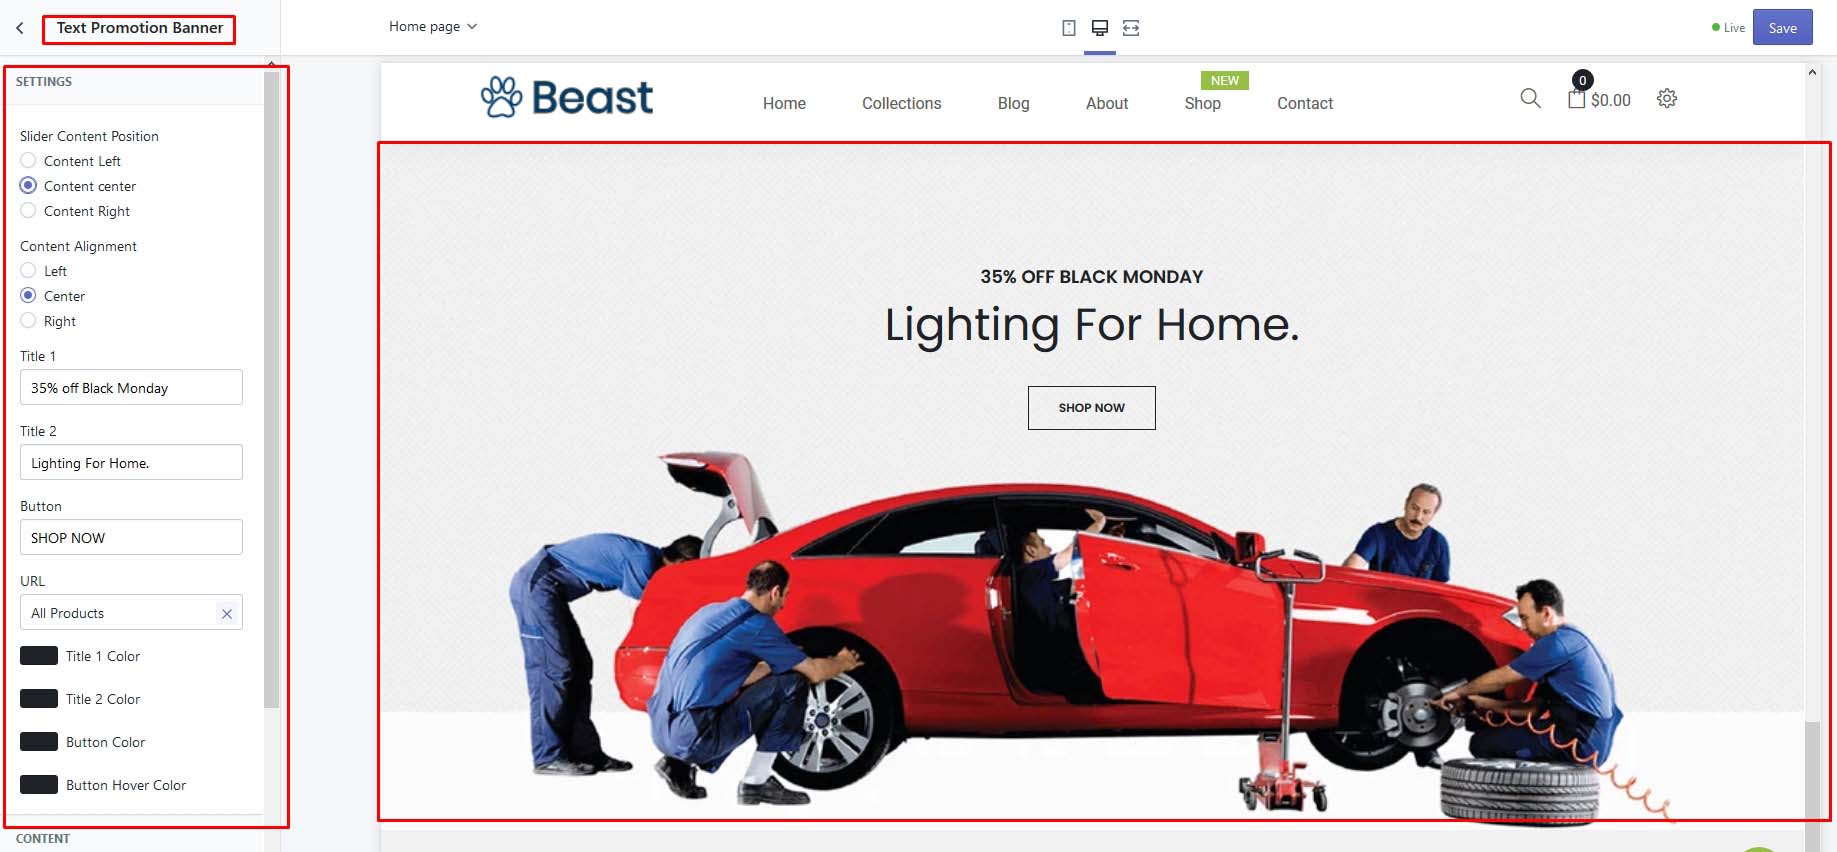 Text Promotion Banner
Home page
Live
Save
SETTINGS
Slider Content Position
Content Left
Content center
Content Right
Content Alignment
Left
Center
Right
Title 1
35% off Black Monday
Title 2
Lighting For Home.
Button
SHOP NOW
URL
All Products
Title 1 Color
Title 2 Color
Button Color
Button Hover Color
CONTENT
Beast
NEW
0
Home Collections Blog About Shop Contact
$0.00
35% OFF BLACK MONDAY
Lighting For Home.
SHOP NOW